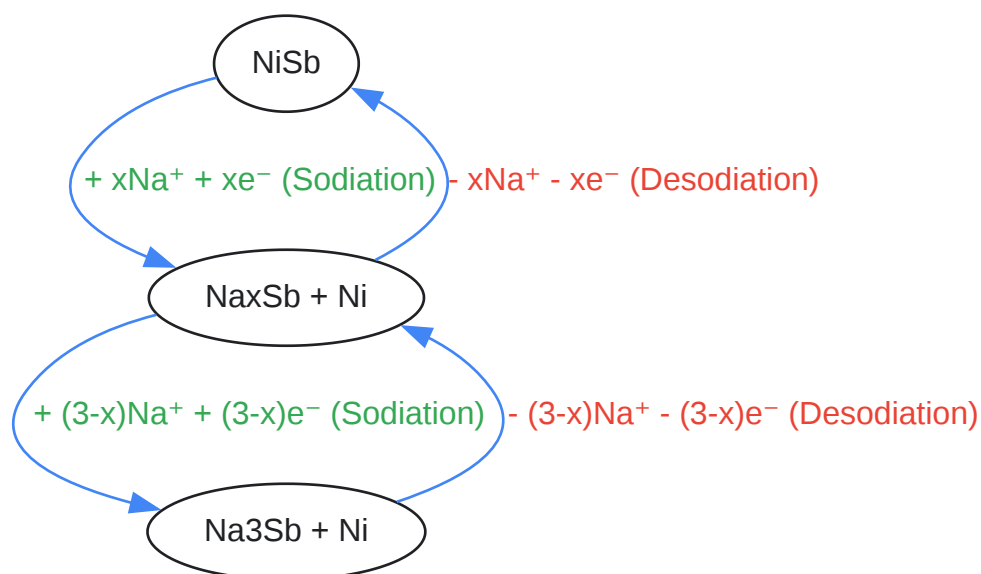 NiSb
+ xNa⁺ + xe⁻ (Sodiation) - xNa⁺ - xe⁻ (Desodiation)
NaxSb + Ni
+ (3-x)Na⁺ + (3-x)e⁻ (Sodiation) - (3-x)Na⁺ - (3-x)e⁻ (Desodiation)
Na3Sb + Ni